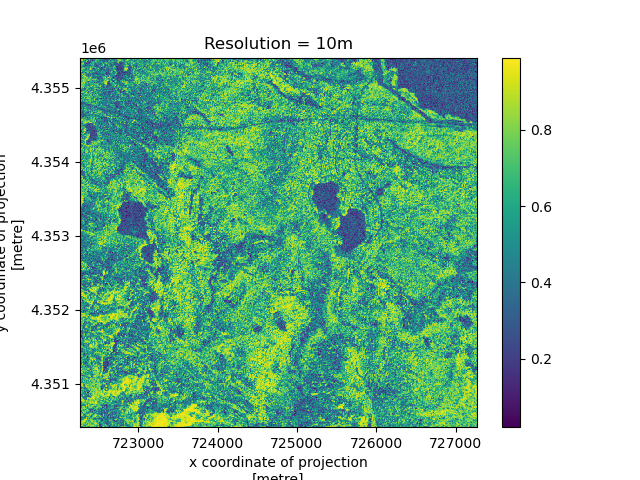 Resolution = 10m
1e6
4.355
4.354
4.353
4.352
4.351
y coordinate of projection
[metre]
723000 724000 725000 726000 727000
x coordinate of projection
[metre]
0.8
0.6
0.4
0.2